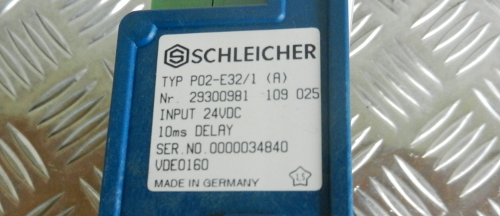 SCHLEICHER
TYP P02-E32/1 (A)
Nr. 29300981 109 025
INPUT 24VDC
10ms DELAY
SER.NO.0000034840
VDE0160
MADE IN GERMANY